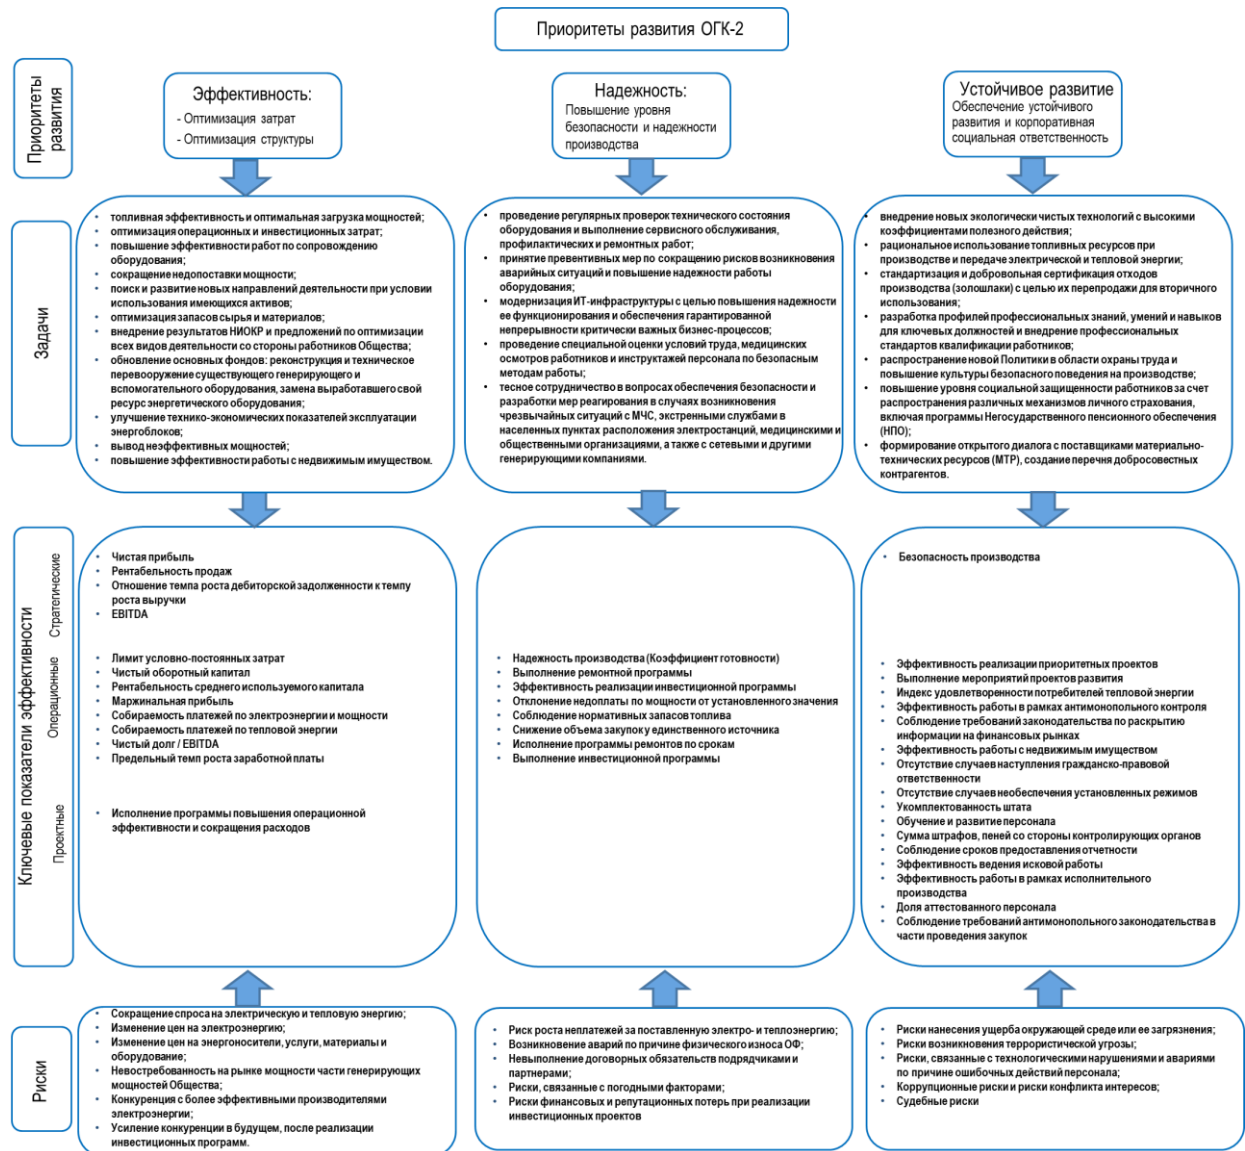 Приоритеты развития ОГК-2
Приоритеты
развития
Эффективность:
- Оптимизация затрат
- Оптимизация структуры
Надежность:
Повышение уровня
безопасности и надежности
производства
Устойчивое развитие
Обеспечение устойчивого
развития и корпоративная
социальная ответственность
Задачи
• топливная эффективность и оптимальная загрузка мощностей;
• оптимизация операционных и инвестиционных затрат;
• повышение эффективности работ по сопровождению
оборудования;
• сокращение недопоставки мощности;
• поиск и развитие новых направлений деятельности при условии
использования имеющихся активов;
• оптимизация запасов сырья и материалов;
• внедрение результатов НИОКР и предложений по оптимизации
всех видов деятельности со стороны работников Общества;
• обновление основных фондов: реконструкция и техническое
перевооружение существующего генерирующего и
вспомогательного оборудования, замена выработавшего свой
ресурс энергетического оборудования;
• улучшение технико-экономических показателей эксплуатации
энергоблоков;
• вывод неэффективных мощностей;
• повышение эффективности работы с недвижимым имуществом.
• проведение регулярных проверок технического состояния
оборудования и выполнение сервисного обслуживания,
профилактических и ремонтных работ;
• принятие превентивных мер по сокращению рисков возникновения
аварийных ситуаций и повышение надежности работы
оборудования;
• модернизация ИТ-инфраструктуры с целью повышения надежности
ее функционирования и обеспечения гарантированной
непрерывности критически важных бизнес-процессов;
• проведение специальной оценки условий труда, медицинских
осмотров работников и инструктажей персонала по безопасным
методам работы;
• тесное сотрудничество в вопросах обеспечения безопасности и
разработки мер реагирования в случаях возникновения
чрезвычайных ситуаций с МЧС, экстренными службами в
населенных пунктах расположения электростанций, медицинскими и
общественными организациями, а также с сетевыми и другими
генерирующими компаниями.
• внедрение новых экологически чистых технологий с высокими
коэффициентами полезного действия;
• рациональное использование топливных ресурсов при
производстве и передаче электрической и тепловой энергии;
• стандартизация и добровольная сертификация отходов
производства (золошлаки) с целью их перепродажи для вторичного
использования;
• разработка профилей профессиональных знаний, умений и навыков
для ключевых должностей и внедрение профессиональных
стандартов квалификации работников;
• распространение новой Политики в области охраны труда и
повышение культуры безопасного поведения на производстве;
• повышение уровня социальной защищенности работников за счет
распространения различных механизмов личного страхования,
включая программы Негосударственного пенсионного обеспечения
(НПО);
• формирование открытого диалога с поставщиками материально-
технических ресурсов (МТР), создание перечня добросовестных
контрагентов.
Ключевые показатели эффективности
Стратегические
Операционные
Проектные
• Чистая прибыль
• Рентабельность продаж
• Отношение темпа роста дебиторской задолженности к темпу
роста выручки
• EBITDA
• Лимит условно-постоянных затрат
• Чистый оборотный капитал
• Рентабельность среднего используемого капитала
• Маржинальная прибыль
• Собираемость платежей по электроэнергии и мощности
• Собираемость платежей по тепловой энергии
• Чистый долг / EBITDA
• Предельный темп роста заработной платы
• Исполнение программы повышения операционной
эффективности и сокращения расходов
• Надежность производства (Коэффициент готовности)
• Выполнение ремонтной программы
• Эффективность реализации инвестиционной программы
• Отклонение недоплаты по мощности от установленного значения
• Соблюдение нормативных запасов топлива
• Снижение объема закупок у единственного источника
• Исполнение программы ремонтов по срокам
• Выполнение инвестиционной программы
• Безопасность производства
• Эффективность реализации приоритетных проектов
• Выполнение мероприятий проектов развития
• Индекс удовлетворенности потребителей тепловой энергии
• Эффективность работы в рамках антимонопольного контроля
• Соблюдение требований законодательства по раскрытию
информации на финансовых рынках
• Эффективность работы с недвижимым имуществом
• Отсутствие случаев наступления гражданско-правовой
ответственности
• Отсутствие случаев необеспечения установленных режимов
• Укомплектованность штата
• Обучение и развитие персонала
• Сумма штрафов, пеней со стороны контролирующих органов
• Соблюдение сроков предоставления отчетности
• Эффективность ведения исковой работы
• Эффективность работы в рамках исполнительного
производства
• Доля аттестованного персонала
• Соблюдение требований антимонопольного законодательства в
части проведения закупок
Риски
• Сокращение спроса на электрическую и тепловую энергию;
• Изменение цен на электроэнергию;
• Изменение цен на энергоносители, услуги, материалы и
оборудование;
• Невостребованность на рынке мощности части генерирующих
мощностей Общества;
• Конкуренция с более эффективными производителями
электроэнергии;
• Усиление конкуренции в будущем, после реализации
инвестиционных программ.
• Риск роста неплатежей за поставленную электро- и теплоэнергию;
• Возникновение аварий по причине физического износа ОФ;
• Невыполнение договорных обязательств подрядчиками и
партнерами;
• Риски, связанные с погодными факторами;
• Риски финансовых и репутационных потерь при реализации
инвестиционных проектов
• Риски нанесения ущерба окружающей среде или ее загрязнения;
• Риски возникновения террористической угрозы;
• Риски, связанные с технологическими нарушениями и авариями
по причине ошибочных действий персонала;
• Коррупционные риски и риски конфликта интересов;
• Судебные риски